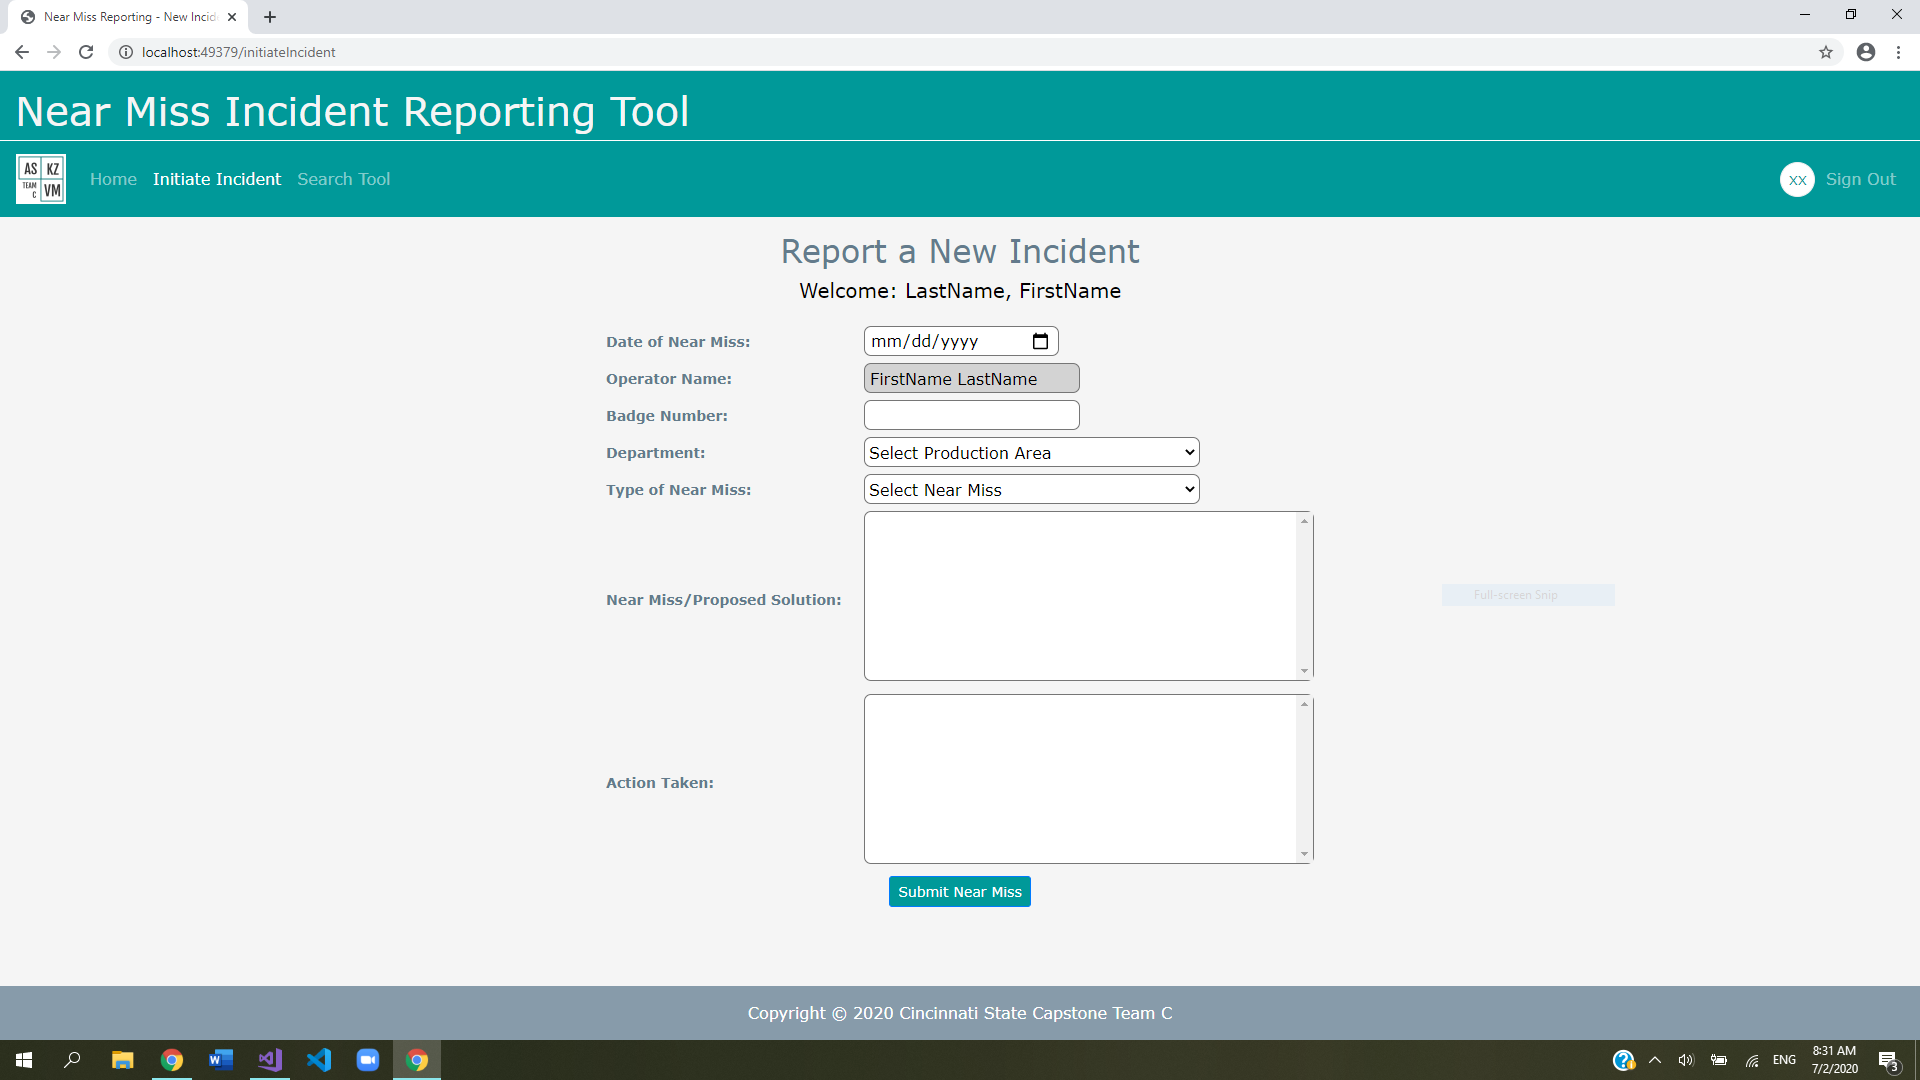 Near Miss Reporting - New Incid
localhost:49379/initiateIncident
Near Miss Incident Reporting Tool
AS KZ
TEAM C VM
Home Initiate Incident Search Tool
XX Sign Out
Report a New Incident
Welcome: LastName, FirstName
Date of Near Miss: mm/dd/yyyy
Operator Name: FirstName LastName
Badge Number:
Department: Select Production Area
Type of Near Miss: Select Near Miss
Near Miss/Proposed Solution:
Full-screen Snip
Action Taken:
Submit Near Miss
Copyright © 2020 Cincinnati State Capstone Team C
ENG
8:31 AM
7/2/2020
3